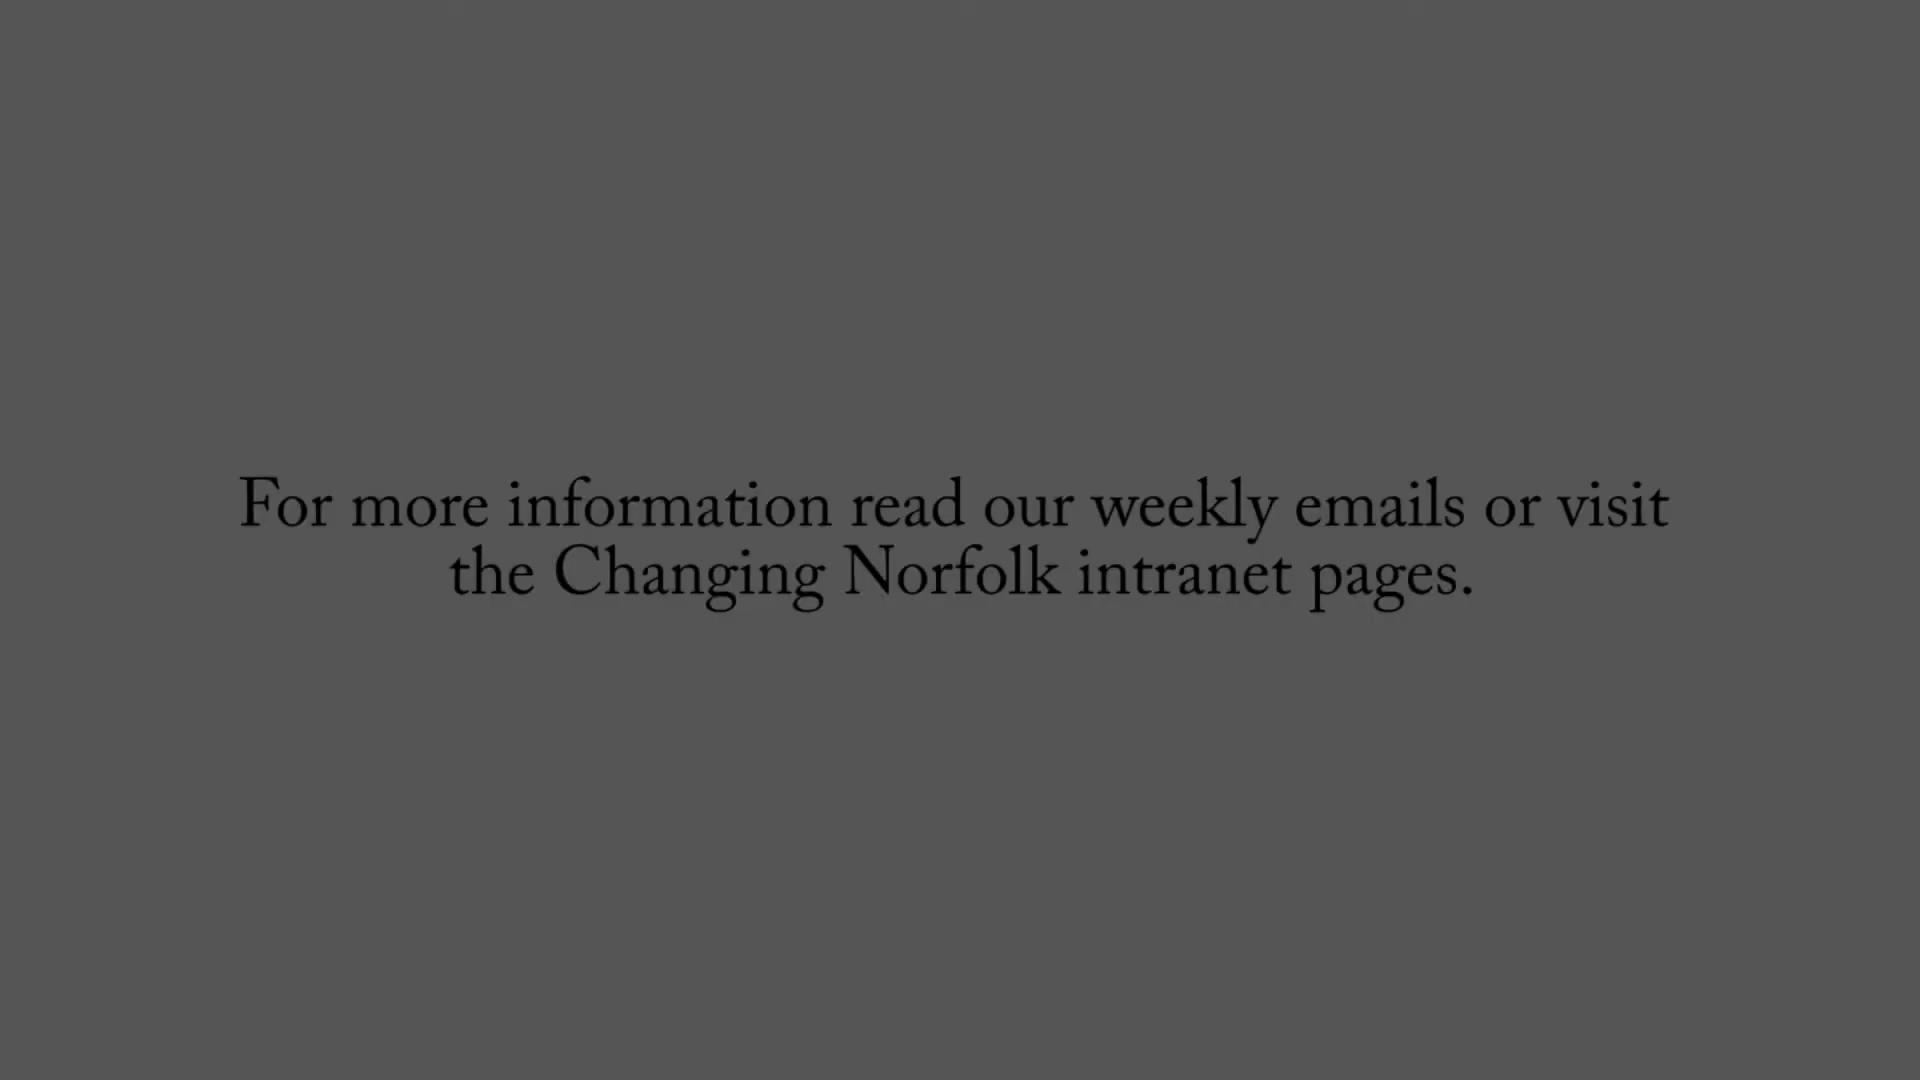 For more information read our weekly emails or visit
the Changing Norfolk intranet pages.